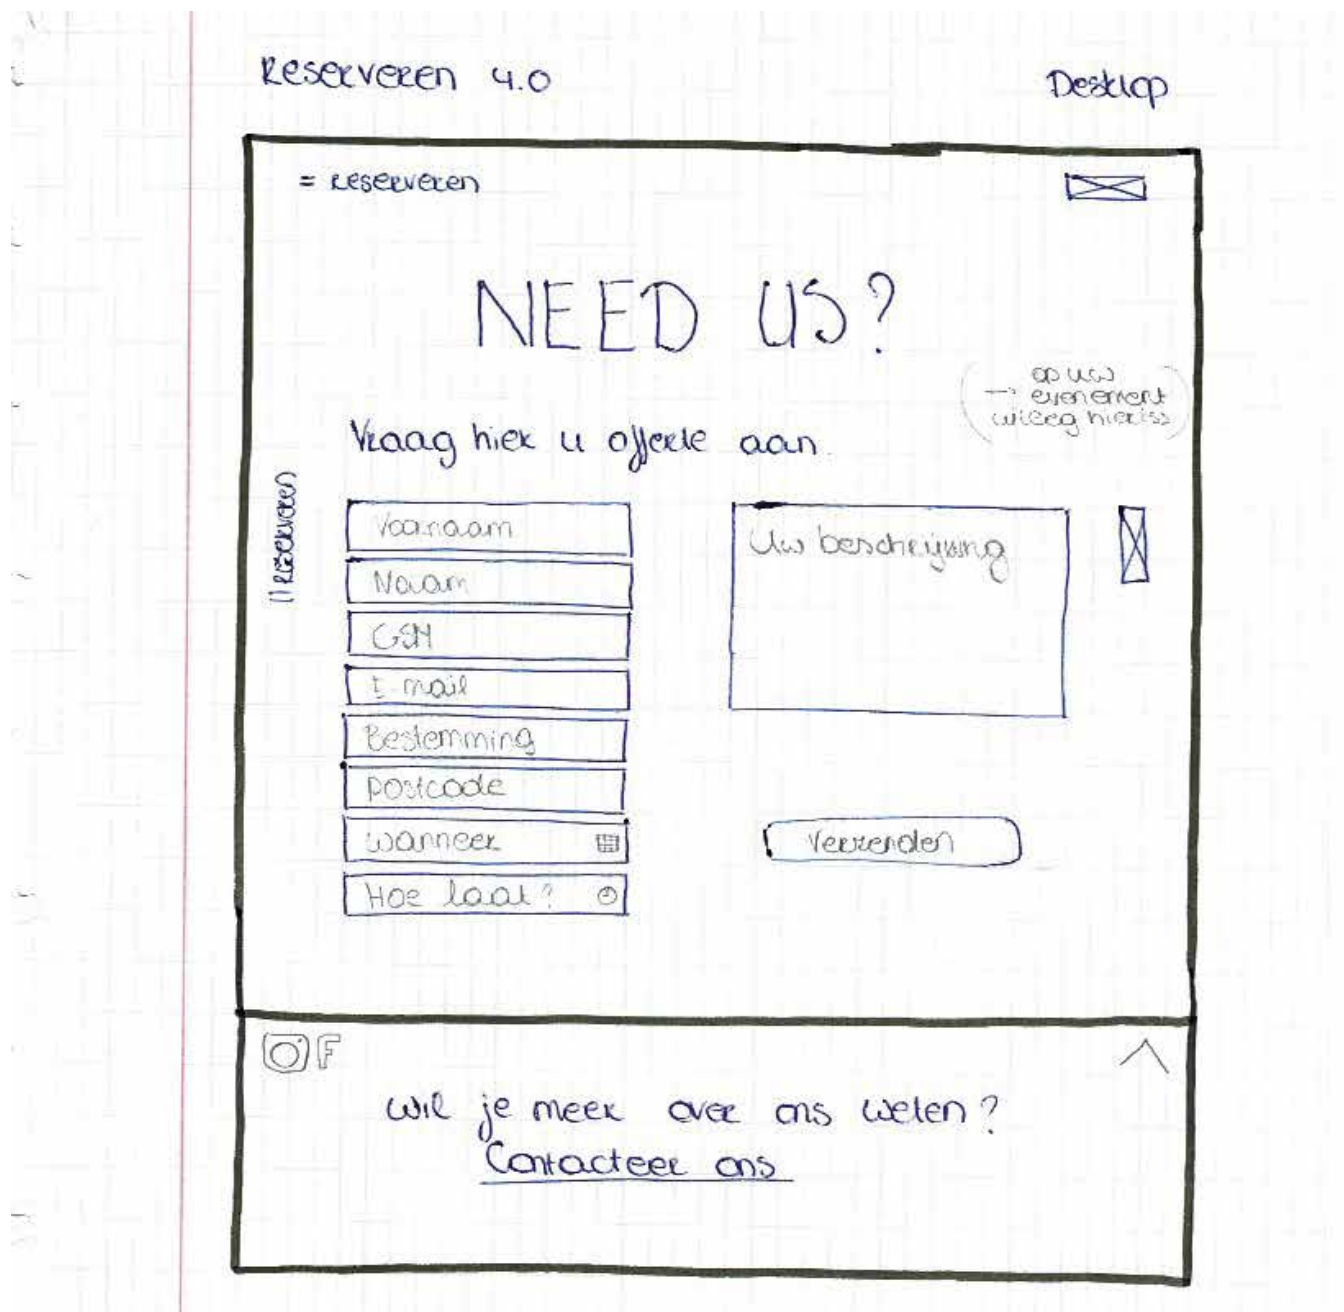 Reserveren 4.0
Desktop
= reserveren
NEED US?
op uw
→ evenement
hier
Vraag hier u offerte aan.
// Reserveren
Voornaam
Naam
GSM
E-mail
Bestemming
Postcode
Wanneer
Hoe laat?
Uw beschrijving
Verzenden
F
Wil je meer over ons weten?
Contacteer ons